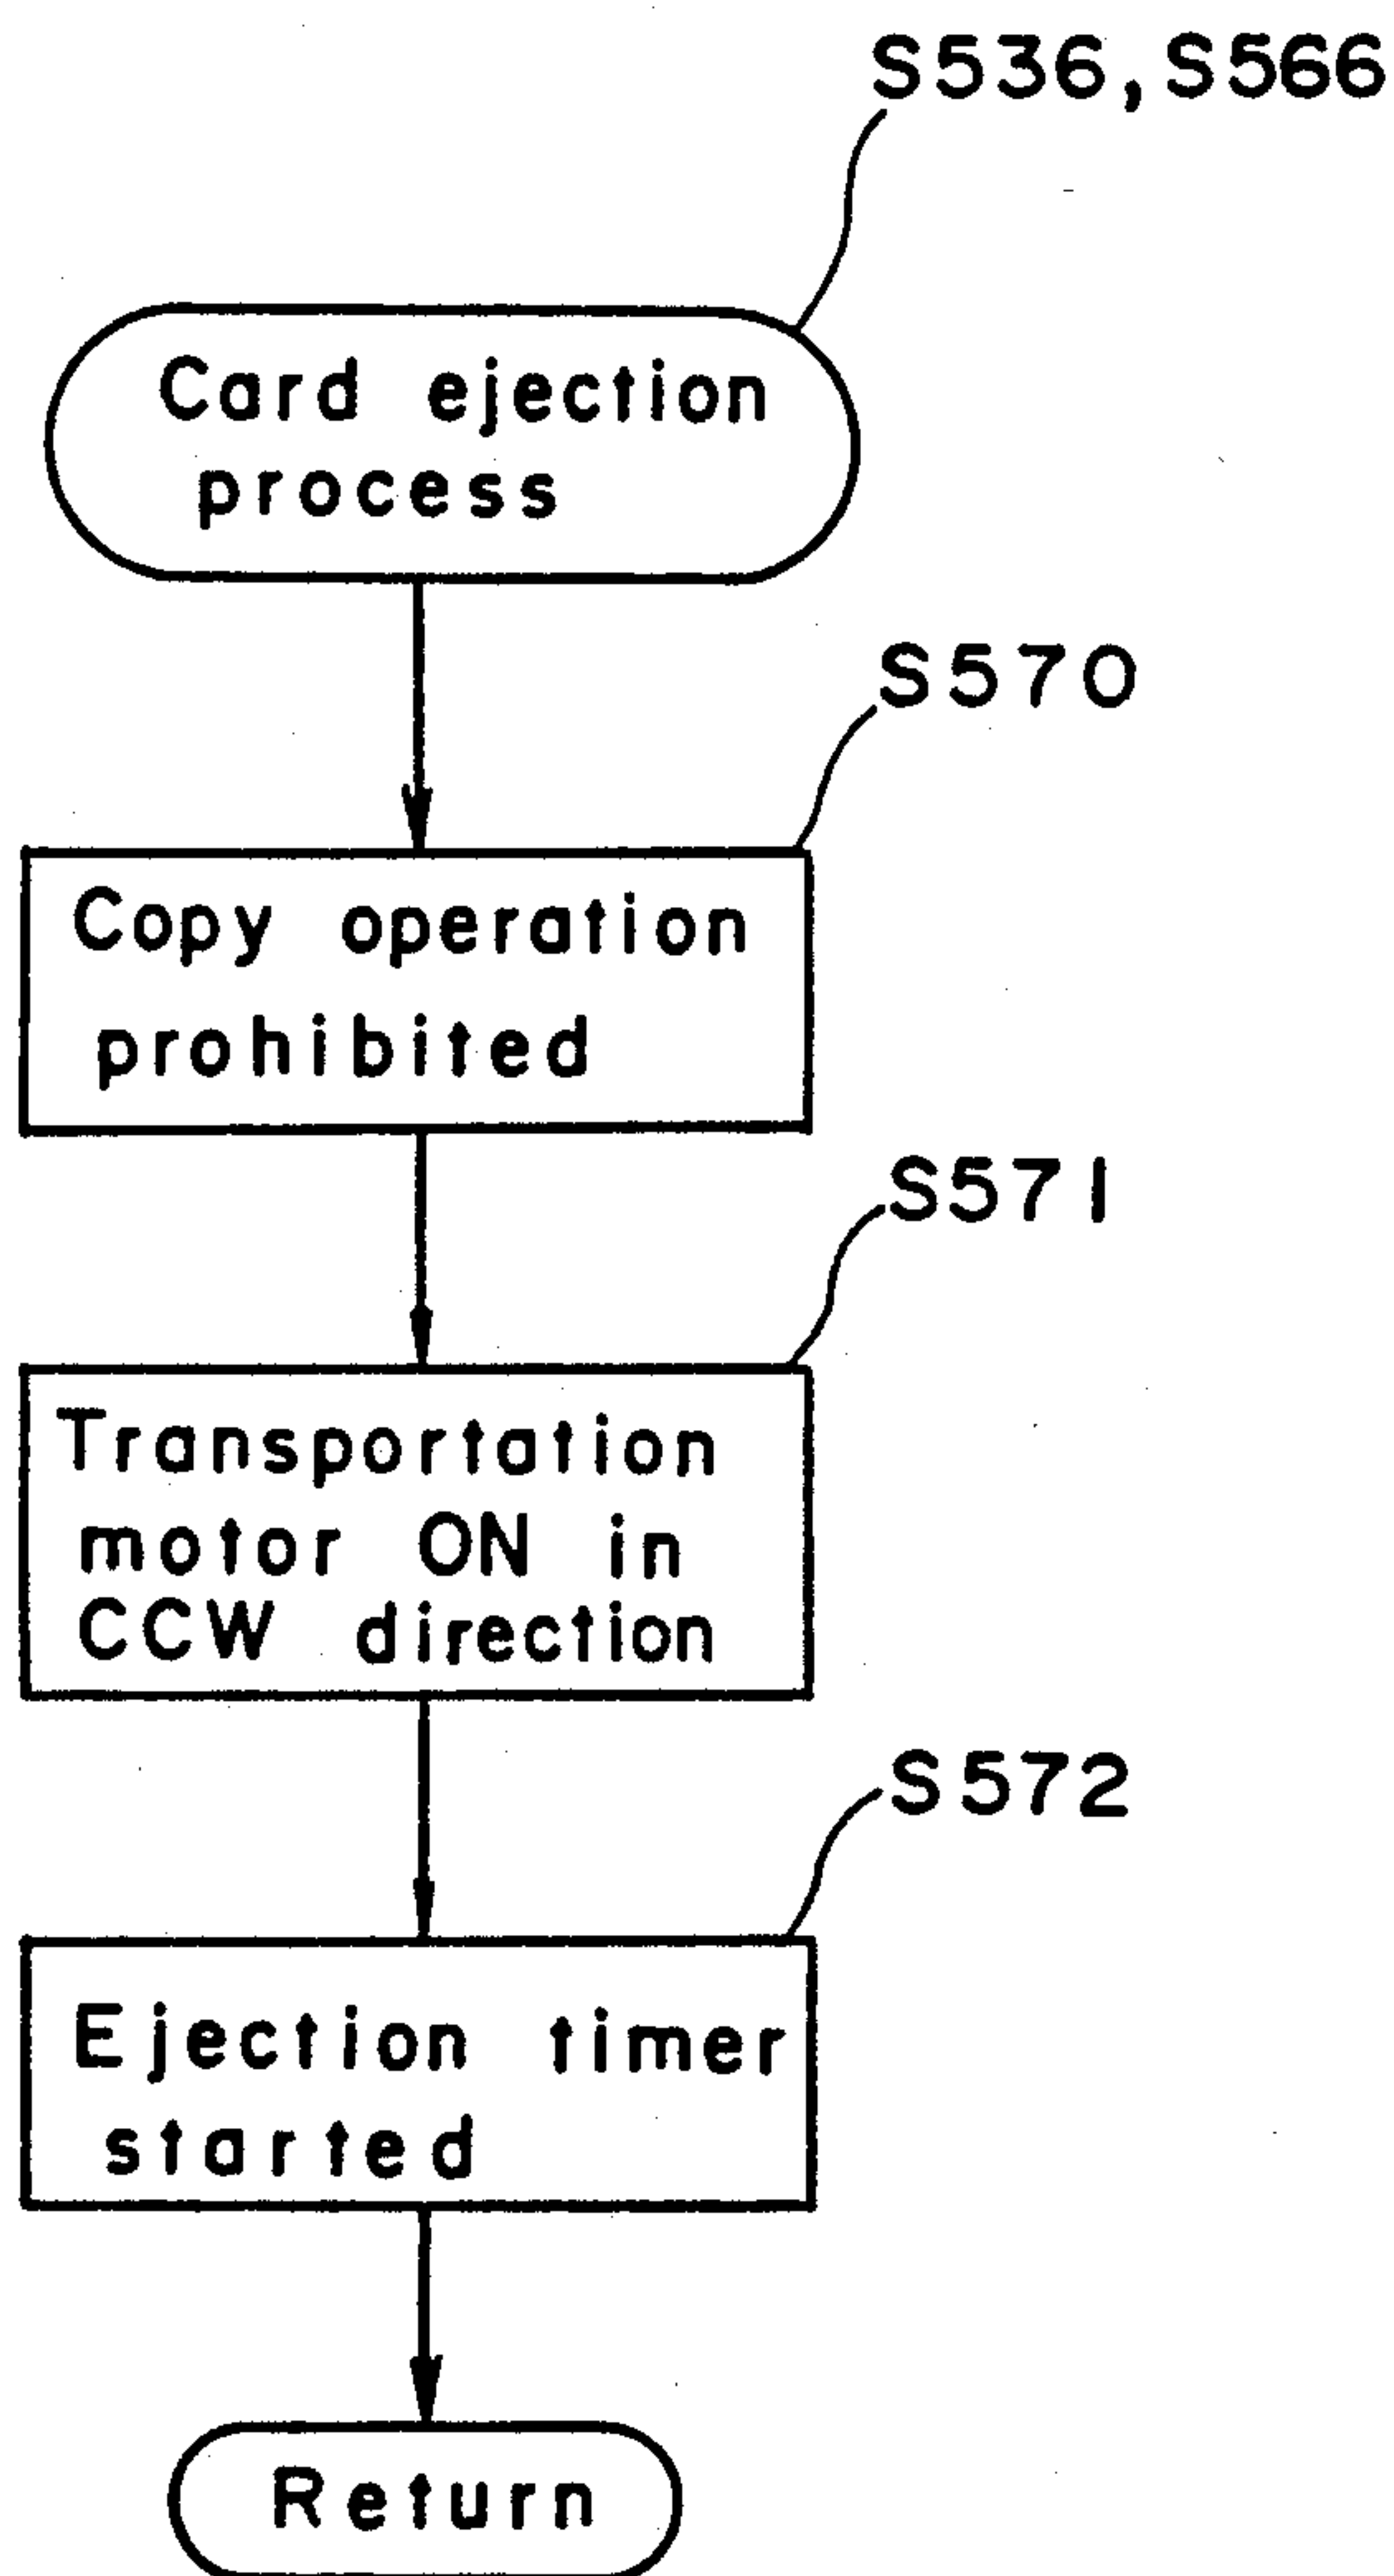 S536, S566
Card ejection
process
S570
Copy operation
prohibited
S571
Transportation
motor ON in
CCW direction
S572
Ejection timer
started
Return